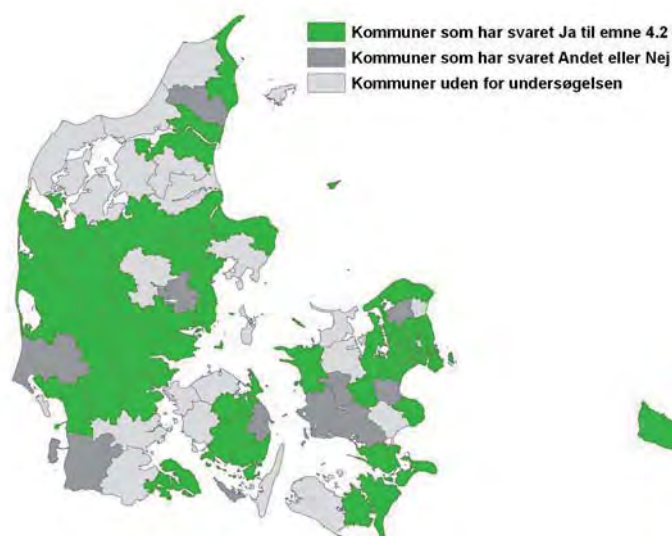 Kommuner som har svaret Ja til emne 4.2
Kommuner som har svaret Andet eller Nej
Kommuner uden for undersøgelsen